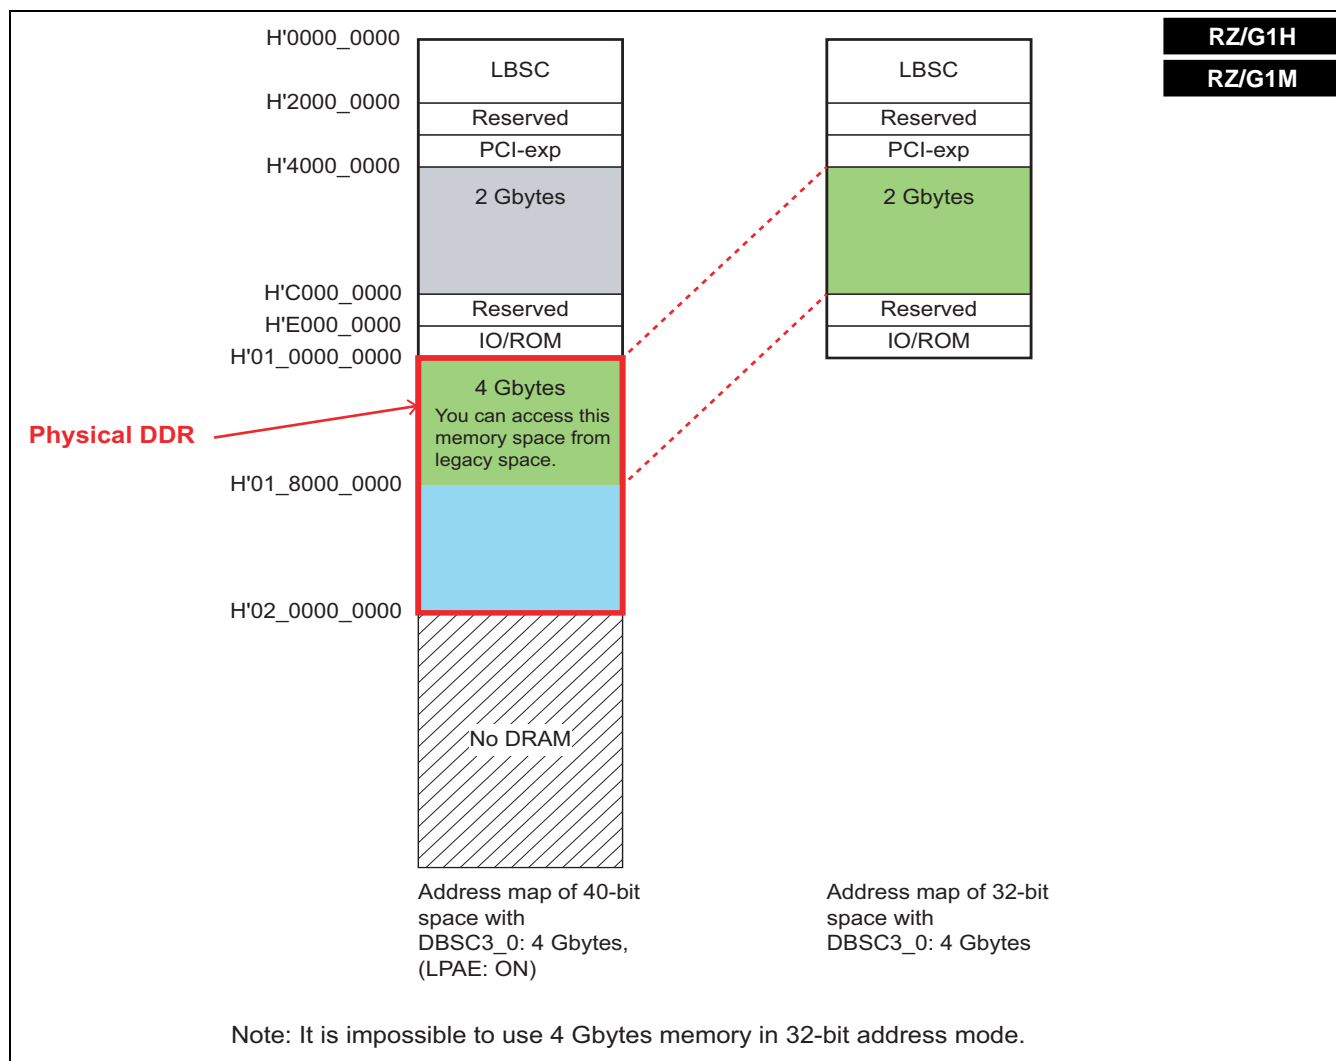 RZ/G1H
RZ/G1M
H'0000_0000
LBSC
H'2000_0000
Reserved
PCI-exp
H'4000_0000
2 Gbytes
H'C000_0000
Reserved
H'E000_0000
IO/ROM
H'01_0000_0000
4 Gbytes
You can access this
memory space from
legacy space.
Physical DDR
H'01_8000_0000
H'02_0000_0000
No DRAM
Address map of 40-bit
space with
DBSC3_0: 4 Gbytes,
(LPAE: ON)
LBSC
Reserved
PCI-exp
2 Gbytes
Reserved
IO/ROM
Address map of 32-bit
space with
DBSC3_0: 4 Gbytes
Note: It is impossible to use 4 Gbytes memory in 32-bit address mode.